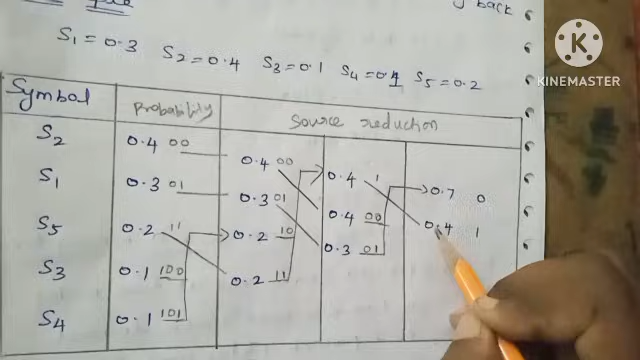 y back
S₁ = 0.3 S₂ = 0.4 S₃ = 0.1 S₄ = 0.1 S₅ = 0.2
KINEMASTER
Symbol Probability Source reduction
S₂ 0.4 00 0.4 00 0.4 1 0.7 0
S₁ 0.3 01 0.3 01 0.4 00 0.4 1
S₅ 0.2 11 0.2 10 0.3 01
S₃ 0.1 100 0.2 11
S₄ 0.1 101